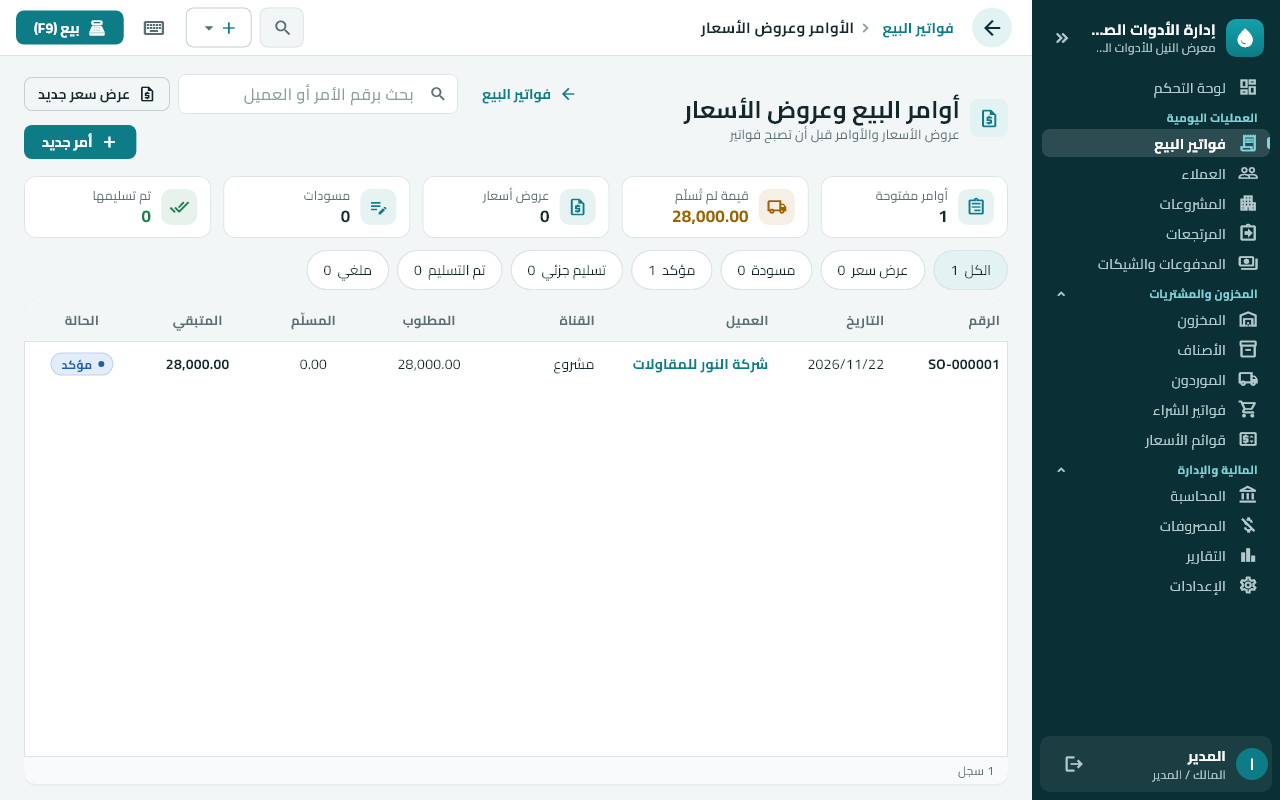 إدارة الأدوات الصـ...
معرض النيل للأدوات الـ...
لوحة التحكم
العمليات اليومية
فواتير البيع
العملاء
المشروعات
المرتجعات
المدفوعات والشيكات
المخزون والمشتريات
المخزون
الأصناف
الموردون
فواتير الشراء
قوائم الأسعار
المالية والإدارة
المحاسبة
المصروفات
التقارير
الإعدادات
ا
المدير
المالك / المدير
فواتير البيع
الأوامر وعروض الأسعار
بيع (F9)
أوامر البيع وعروض الأسعار
عروض الأسعار والأوامر قبل أن تصبح فواتير
فواتير البيع
بحث برقم الأمر أو العميل
عرض سعر جديد
أمر جديد
أوامر مفتوحة
1
قيمة لم تُسلّم
28,000.00
عروض أسعار
0
مسودات
0
تم تسليمها
0
الكل 1
عرض سعر 0
مسودة 0
مؤكد 1
تسليم جزئي 0
تم التسليم 0
ملغي 0
الرقم التاريخ العميل القناة المطلوب المسلّم المتبقي الحالة
SO-000001 2026/11/22 شركة النور للمقاولات مشروع 28,000.00 0.00 28,000.00 مؤكد
1 سجل